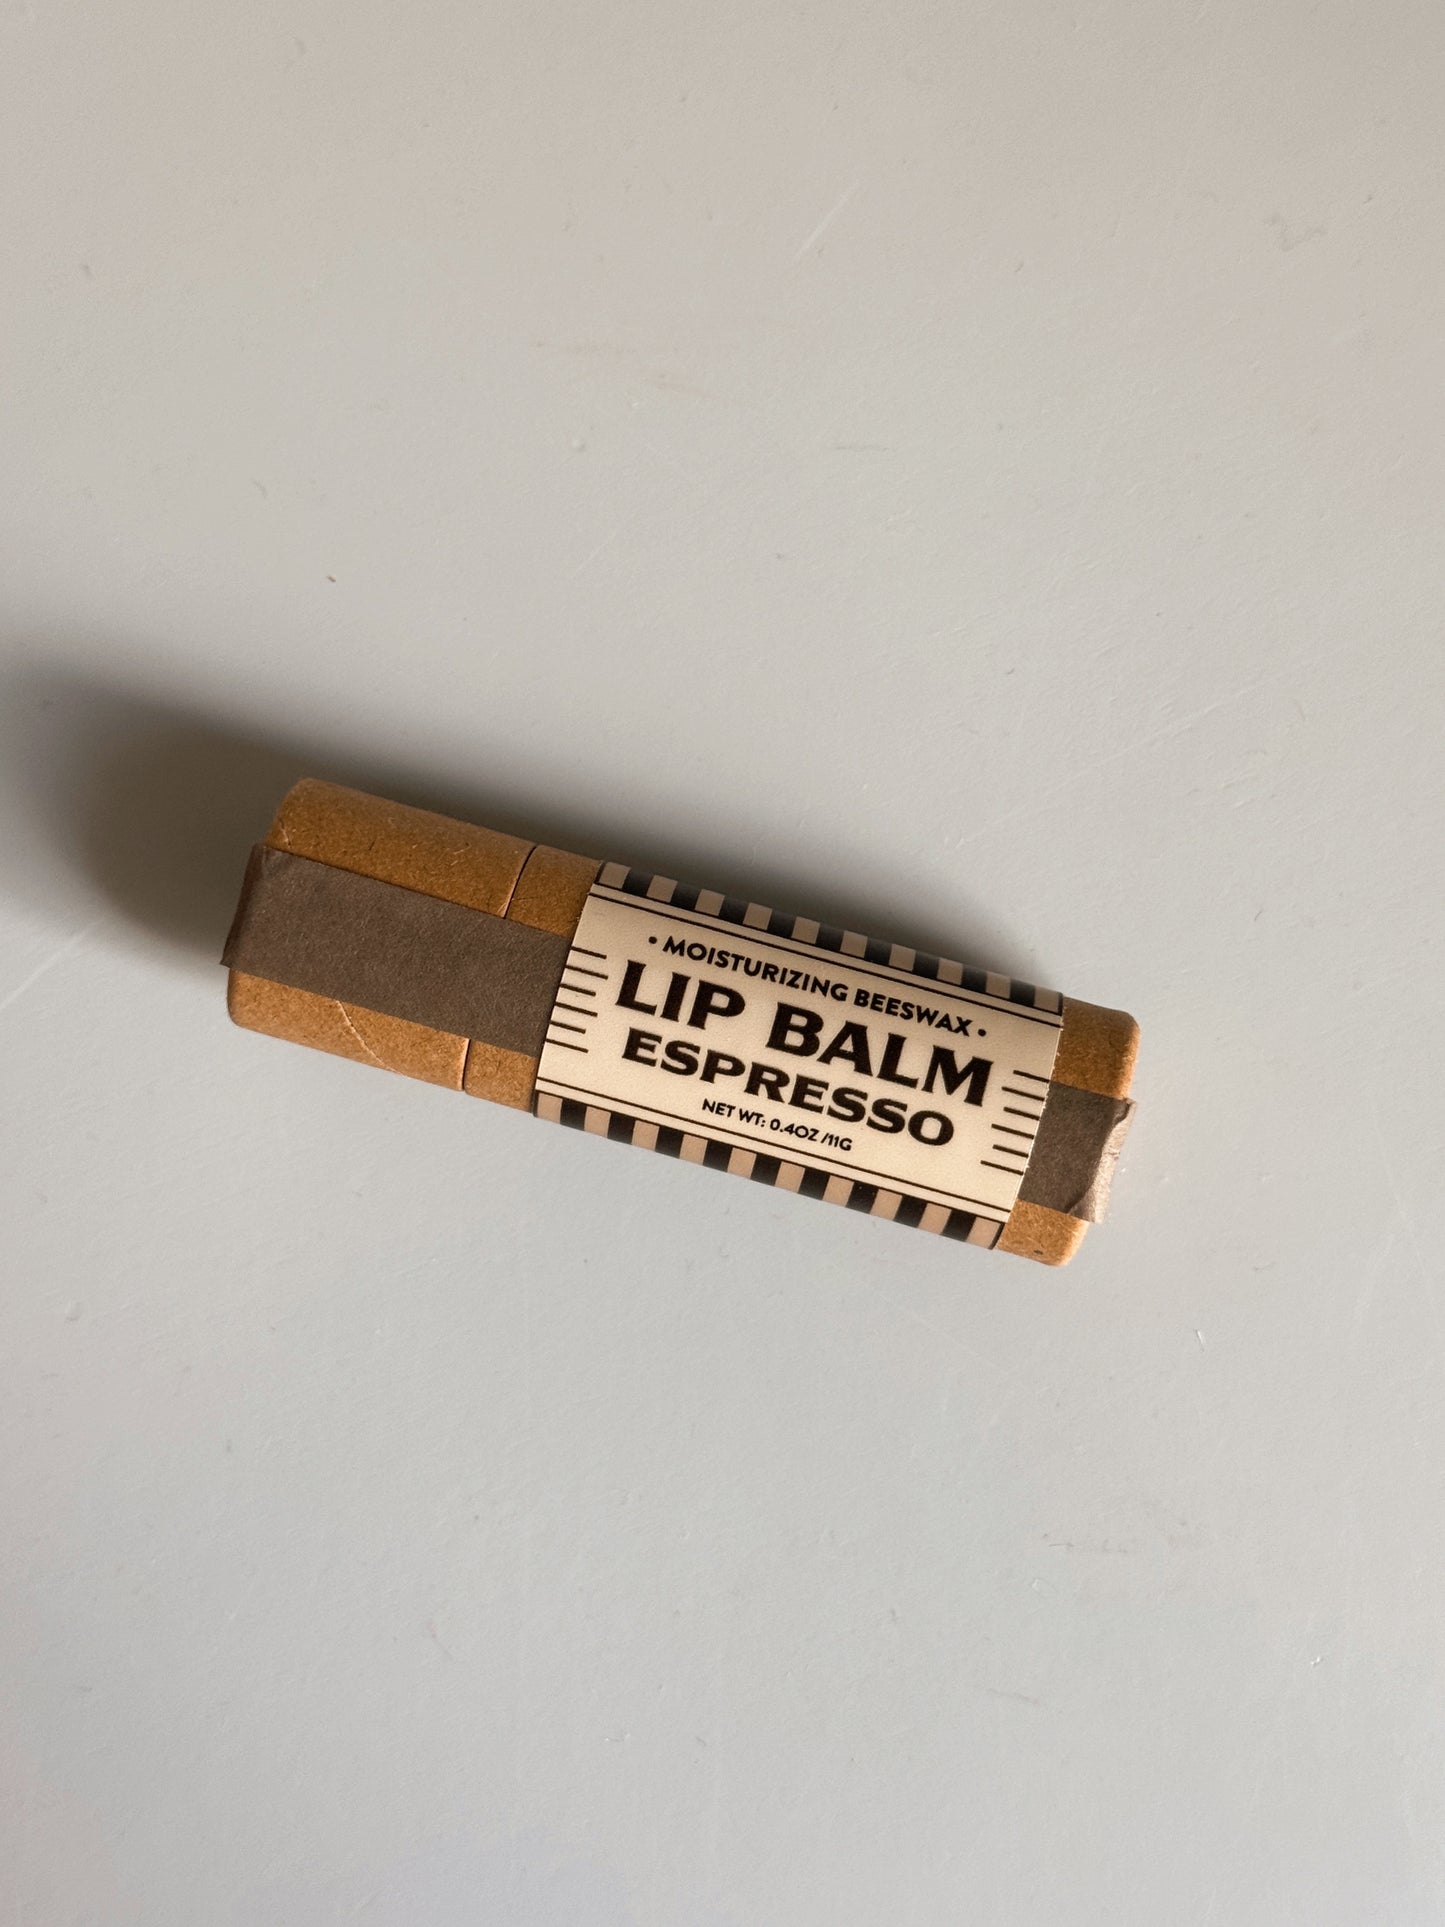 • MOISTURIZING BEESWAX •
LIP BALM
ESPRESSO
NET WT: 0.4OZ /11G